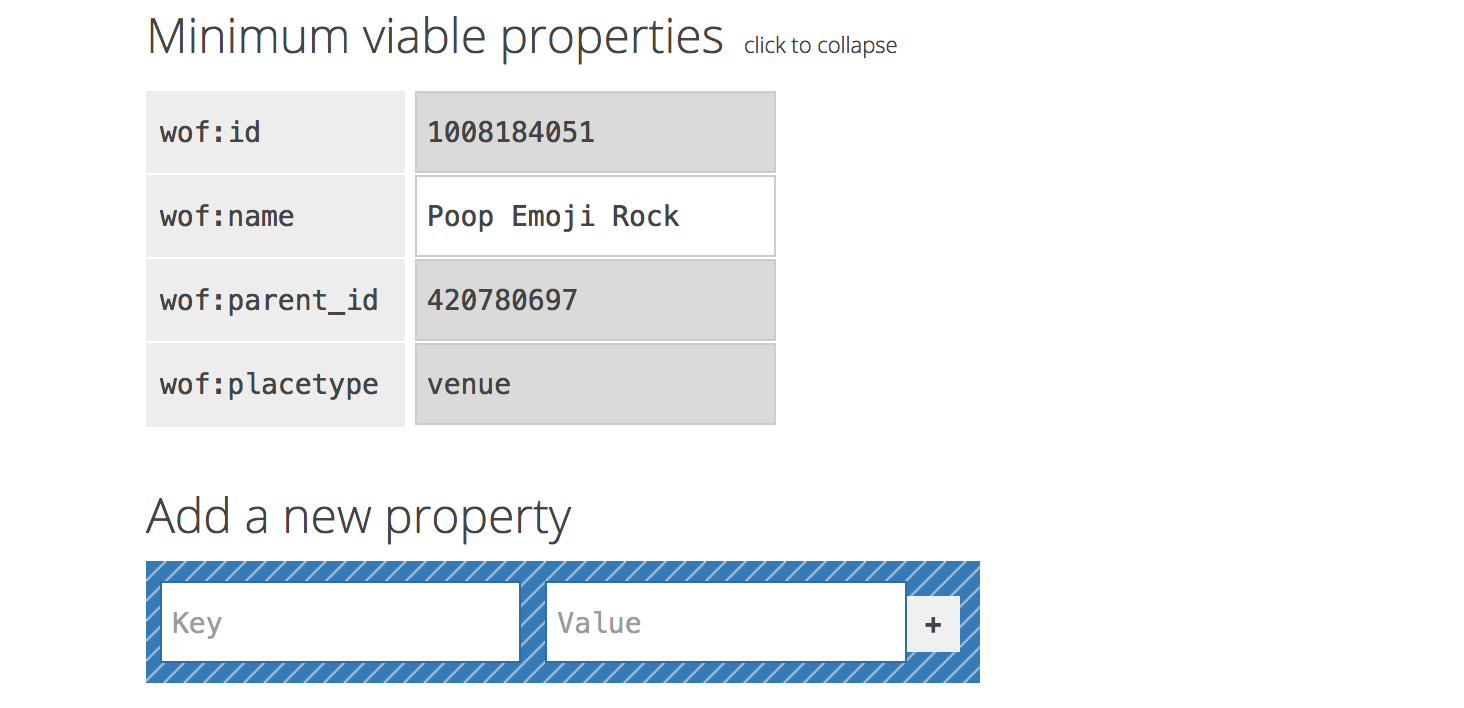 Minimum viable properties click to collapse
wof:id 1008184051
wof:name Poop Emoji Rock
wof:parent_id 420780697
wof:placetype venue
Add a new property
Key Value +